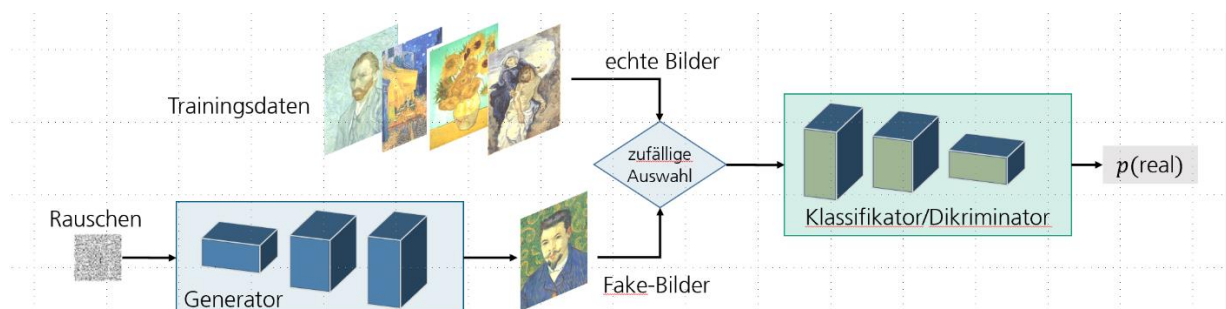 echte Bilder
Trainingsdaten
zufällige
Auswahl
p(real)
Klassifikator/Dikriminator
Rauschen
Generator
Fake-Bilder